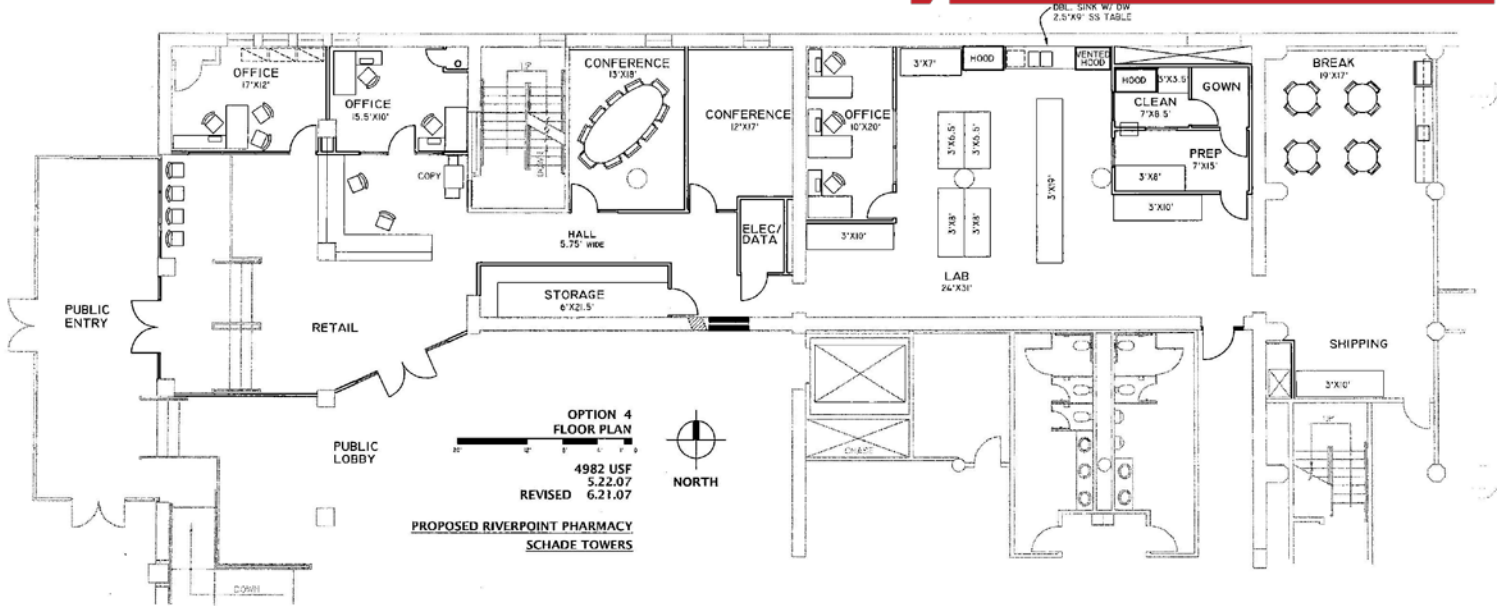 DBL. SINK W/ DW
2.5'X9' SS TABLE
OFFICE
17'X12'
OFFICE
15.5'X10'
COPY
CONFERENCE
13'X18'
CONFERENCE
12'X17'
OFFICE
10'X20'
3'X7'
HOOD
VENTED
HOOD
HOOD
3'X3.5'
GOWN
CLEAN
7'X8.5'
PREP
7'X15'
3'X8'
3'X10'
BREAK
19'X17'
3'X6.5'
3'X6.5'
3'X8'
3'X8'
3'X19'
3'X10'
LAB
24'X31'
ELEC/
DATA
HALL
5.75' WIDE
STORAGE
6'X21.5'
PUBLIC
ENTRY
RETAIL
SHIPPING
3'X10'
PUBLIC
LOBBY
OPTION 4
FLOOR PLAN
4982 USF
5.22.07
REVISED 6.21.07
NORTH
PROPOSED RIVERPOINT PHARMACY
SCHADE TOWERS
DOWN